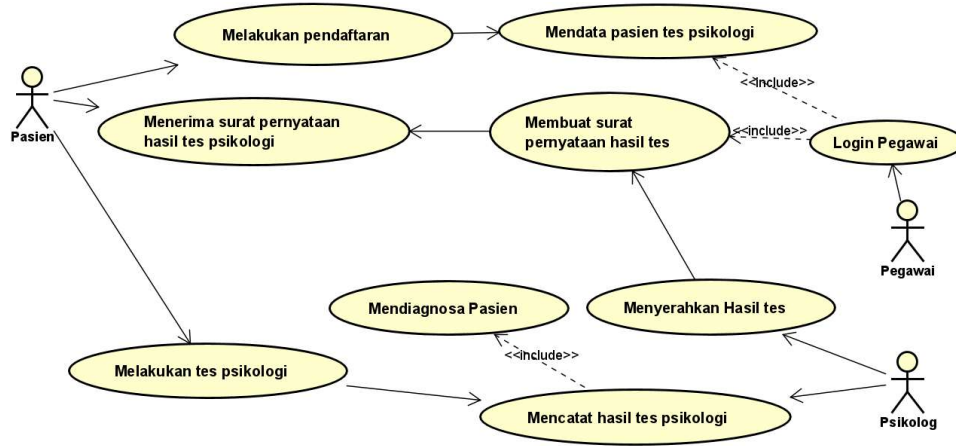 Melakukan pendaftaran
Mendata pasien tes psikologi
<<include>>
Pasien
Menerima surat pernyataan
hasil tes psikologi
Membuat surat
pernyataan hasil tes
<<include>>
Login Pegawai
Pegawai
Mendiagnosa Pasien
Menyerahkan Hasil tes
<<include>>
Melakukan tes psikologi
Mencatat hasil tes psikologi
Psikolog